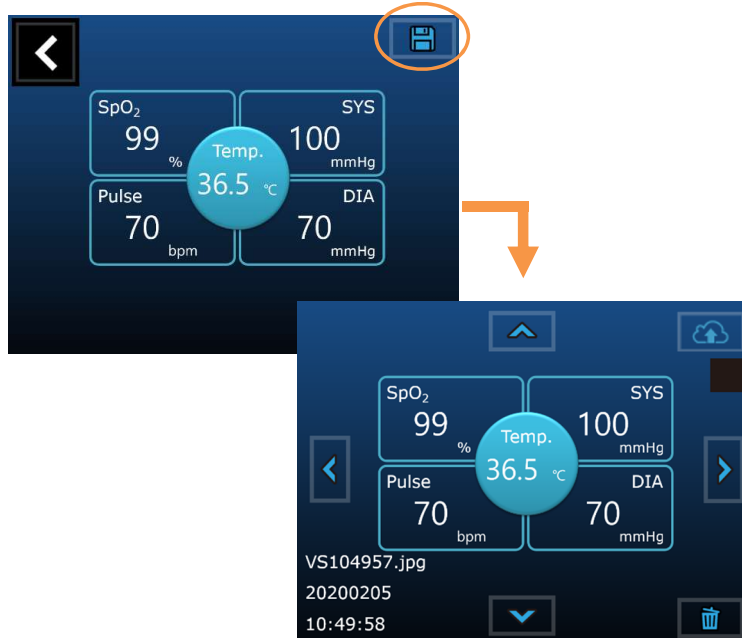 SpO₂
99
%
SYS
100
mmHg
Temp.
36.5 ℃
Pulse
70
bpm
DIA
70
mmHg
SpO₂
99
%
SYS
100
mmHg
Temp.
36.5 ℃
Pulse
70
bpm
DIA
70
mmHg
VS104957.jpg
20200205
10:49:58